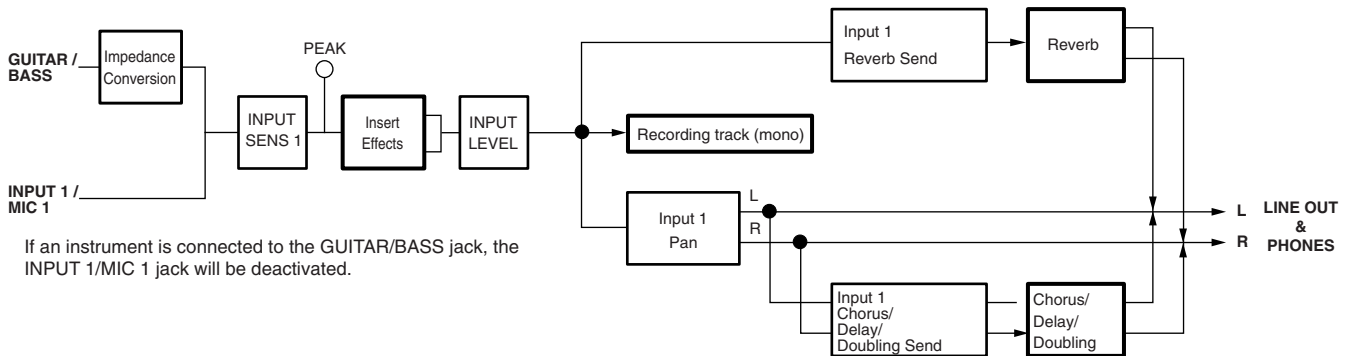 GUITAR /
BASS
Impedance
Conversion
PEAK
INPUT
SENS 1
Insert
Effects
INPUT
LEVEL
Input 1
Reverb Send
Reverb
Recording track (mono)
INPUT 1 /
MIC 1
Input 1
Pan
L
R
L
R
LINE OUT
&
PHONES
If an instrument is connected to the GUITAR/BASS jack, the
INPUT 1/MIC 1 jack will be deactivated.
Input 1
Chorus/
Delay/
Doubling Send
Chorus/
Delay/
Doubling